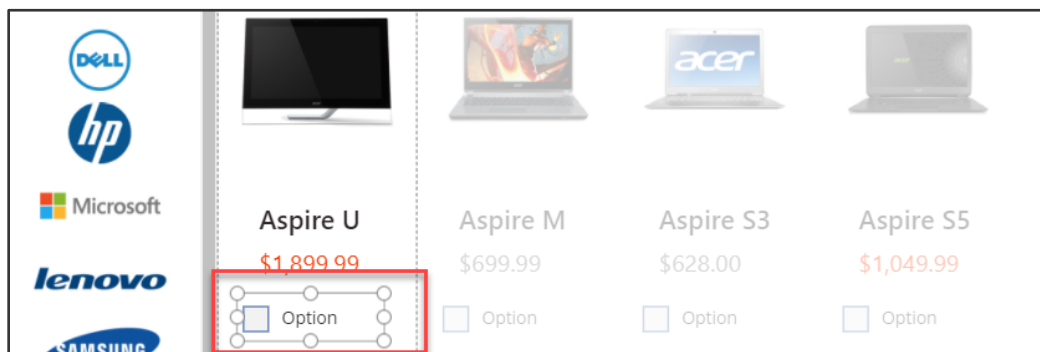 DELL
hp
Microsoft
lenovo
SAMSUNG
acer
Aspire U
Aspire M
Aspire S3
Aspire S5
$1,899.99
$699.99
$628.00
$1,049.99
Option
Option
Option
Option